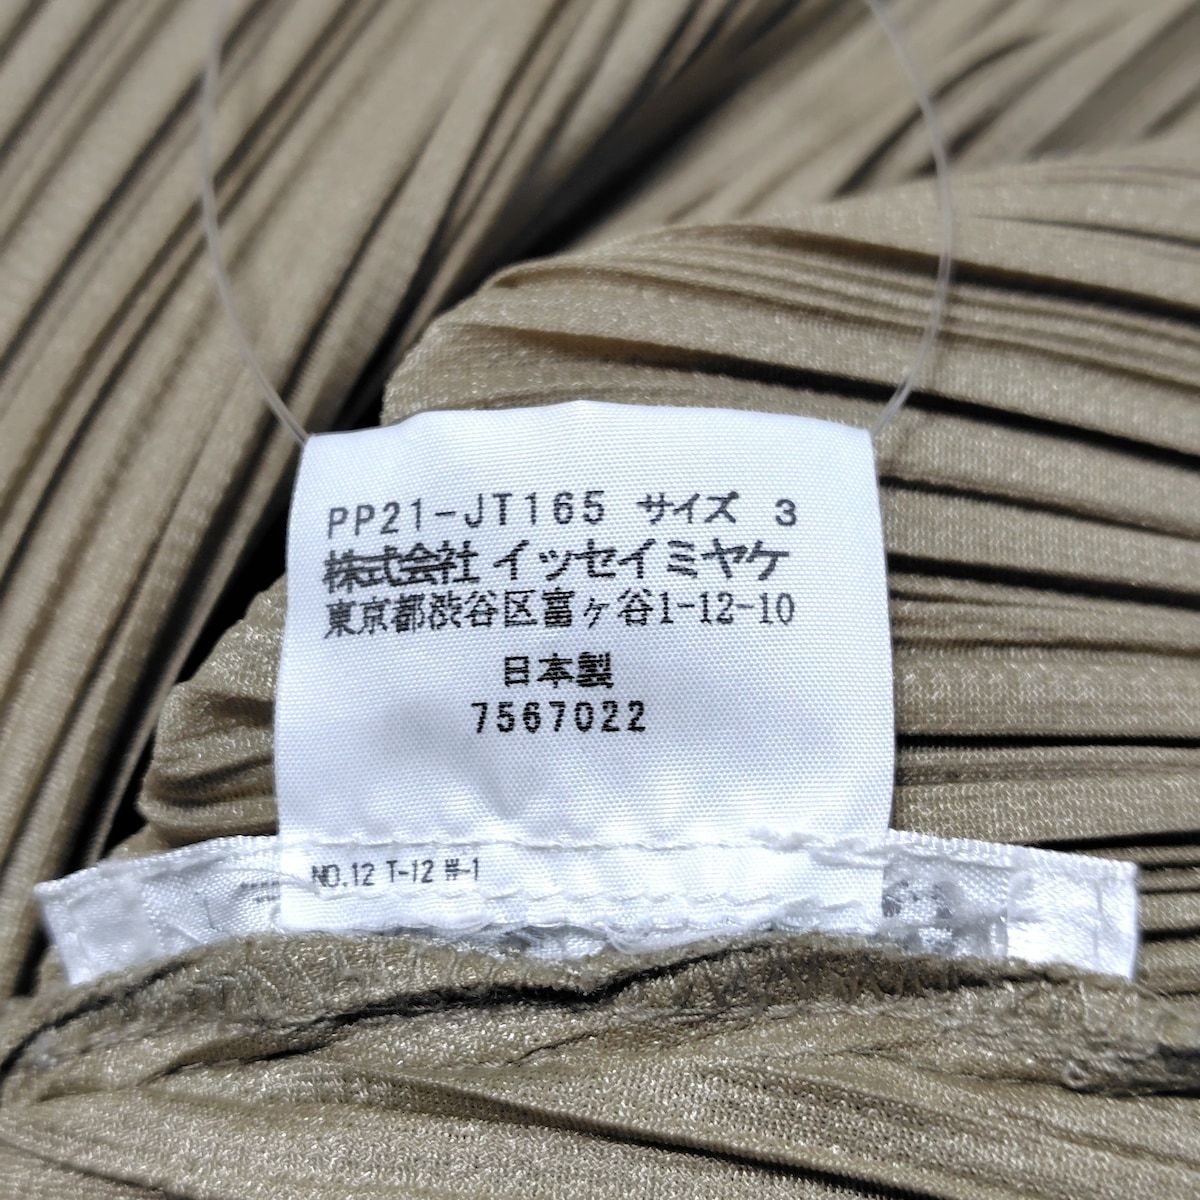 PP21-JT165 サイズ 3
株式会社 イッセイミヤケ
東京都渋谷区富ヶ谷1-12-10
日本製
7567022
NO.12 T-12